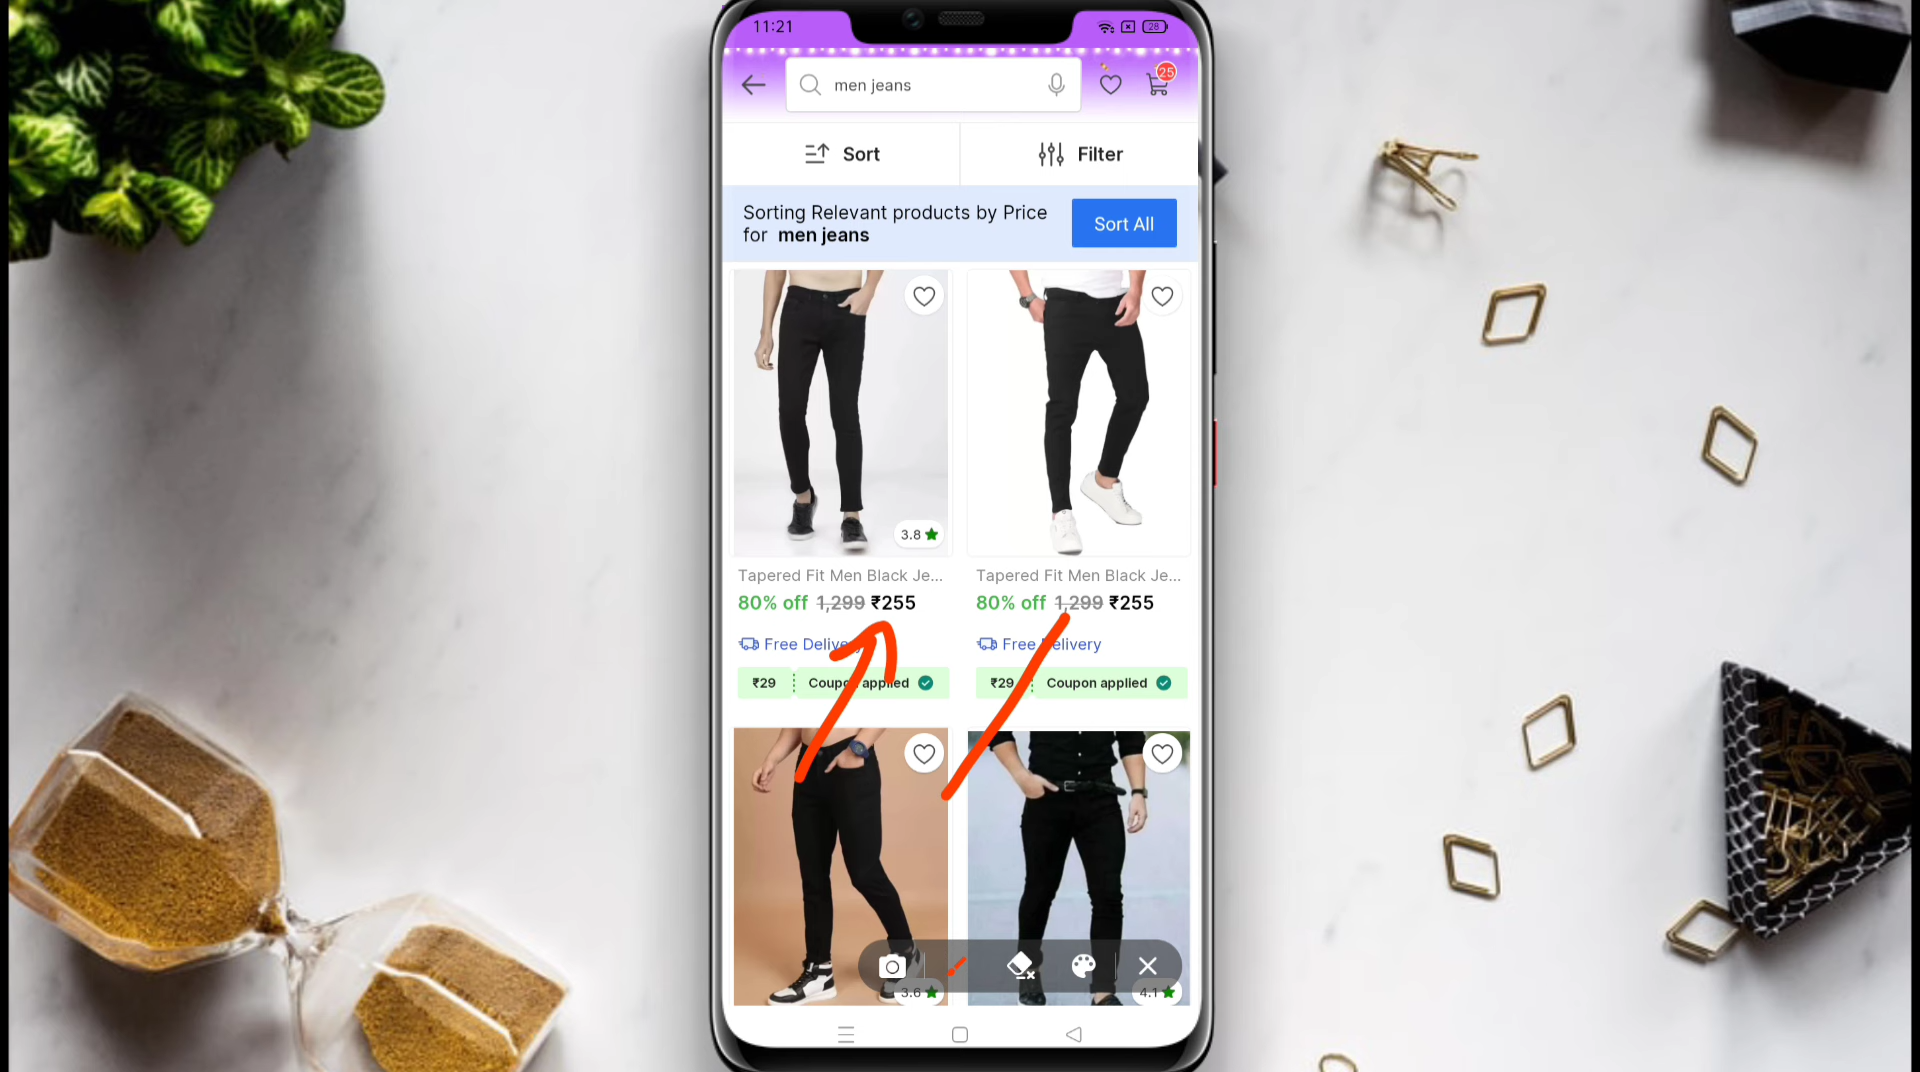 11:21
28
men jeans
25
Sort
Filter
Sorting Relevant products by Price
for men jeans
Sort All
3.8
Tapered Fit Men Black Je...
80% off 1,299 ₹255
Free Delivery
₹29 Coupon applied
Tapered Fit Men Black Je...
80% off 1,299 ₹255
Free Delivery
₹29 Coupon applied
3.6
4.1